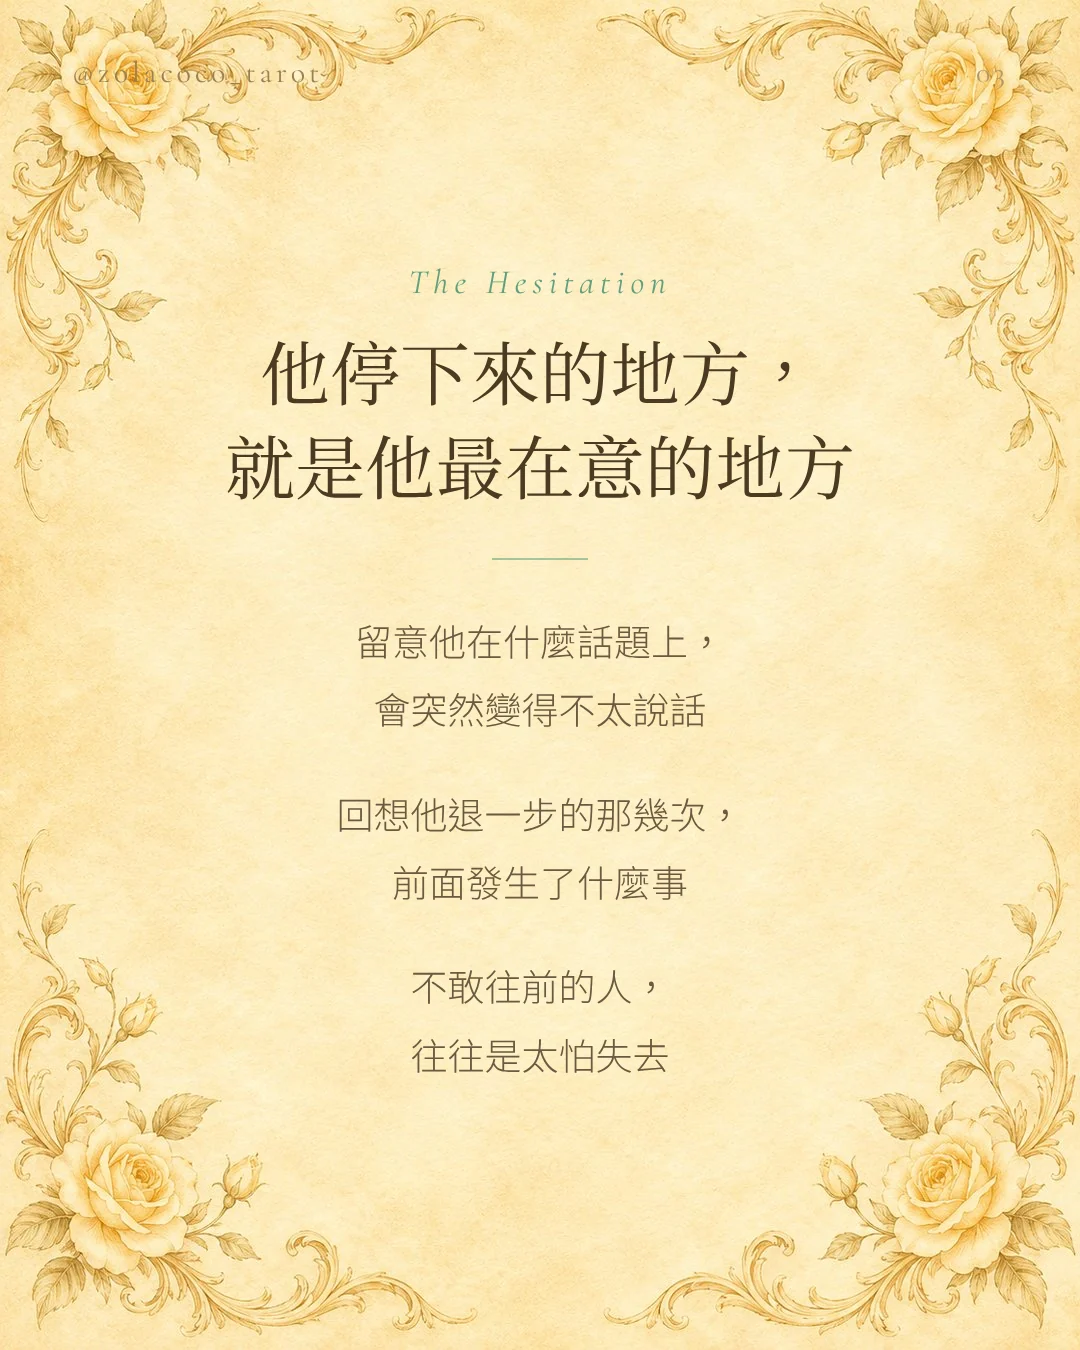 @zolacoco_tarot
03
The Hesitation
他停下來的地方，
就是他最在意的地方
留意他在什麼話題上，
會突然變得不太說話
回想他退一步的那幾次，
前面發生了什麼事
不敢往前的人，
往往是太怕失去